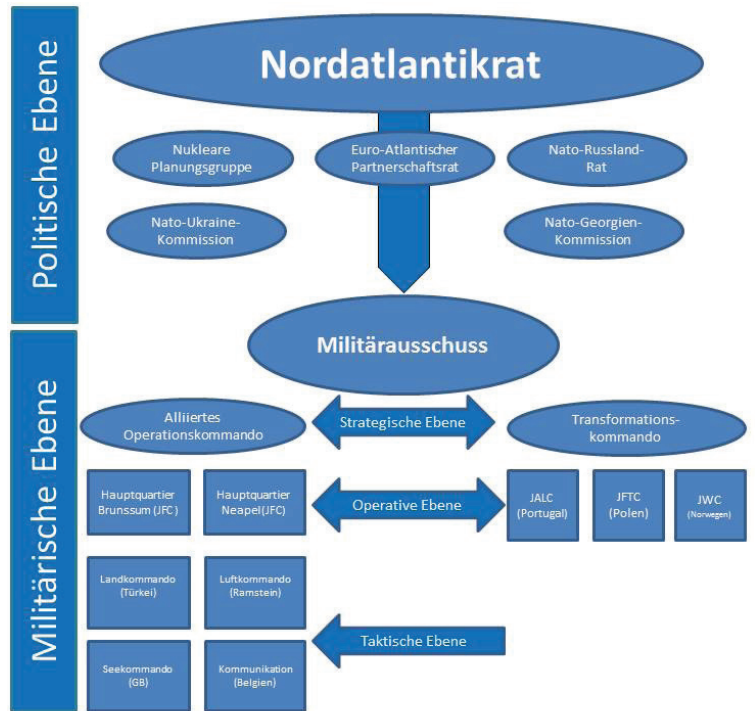 Politische Ebene
Nordatlantikrat
Nukleare
Planungsgruppe
Euro-Atlantischer
Partnerschaftsrat
Nato-Russland-
Rat
Nato-Ukraine-
Kommission
Nato-Georgien-
Kommission
Militärische Ebene
Militärausschuss
Alliiertes
Operationskommando
Strategische Ebene
Transformations-
kommando
Hauptquartier
Brunssum (JFC)
Hauptquartier
Neapel(JFC)
Operative Ebene
JALC
(Portugal)
JFTC
(Polen)
JWC
(Norwegen)
Landkommando
(Türkei)
Luftkommando
(Ramstein)
Taktische Ebene
Seekommando
(GB)
Kommunikation
(Belgien)